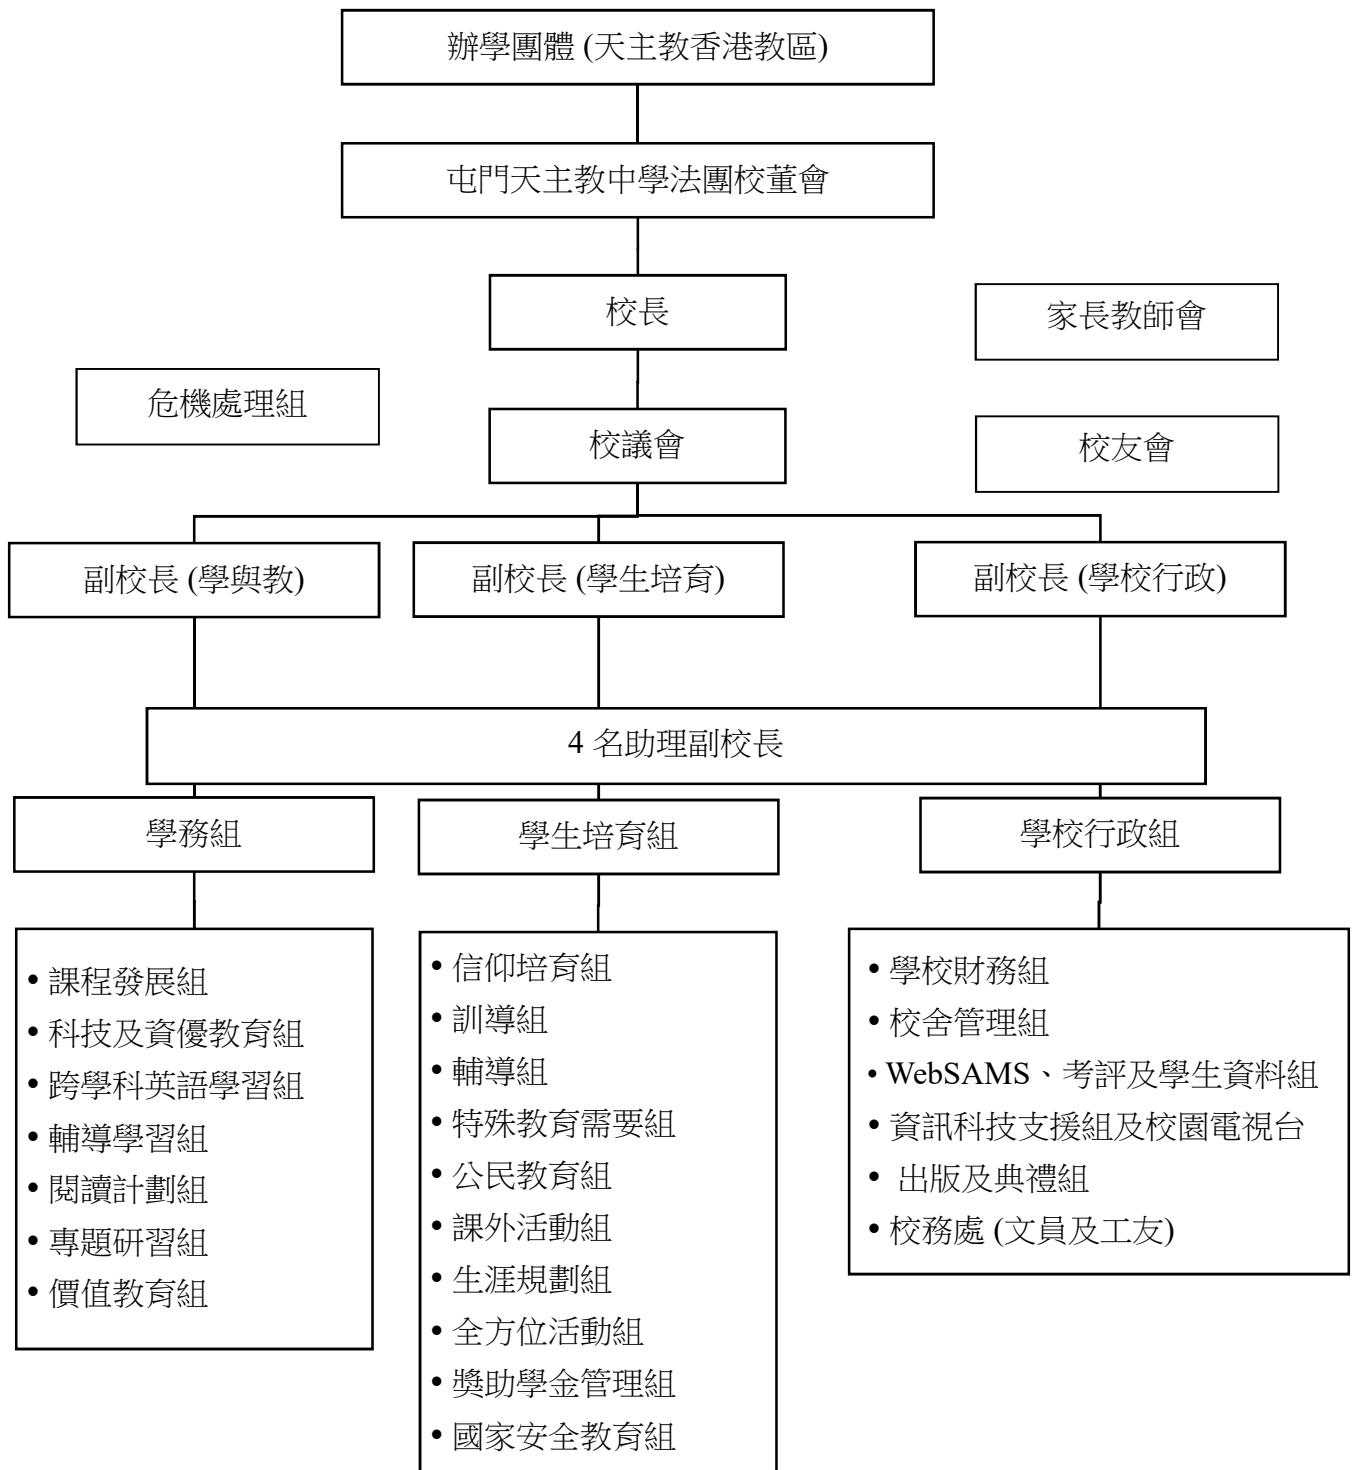 辦學團體 (天主教香港教區)
屯門天主教中學法團校董會
校長
家長教師會
危機處理組
校議會
校友會
副校長 (學與教)
副校長 (學生培育)
副校長 (學校行政)
4 名助理副校長
學務組
學生培育組
學校行政組
• 課程發展組
• 科技及資優教育組
• 跨學科英語學習組
• 輔導學習組
• 閱讀計劃組
• 專題研習組
• 價值教育組
• 信仰培育組
• 訓導組
• 輔導組
• 特殊教育需要組
• 公民教育組
• 課外活動組
• 生涯規劃組
• 全方位活動組
• 獎助學金管理組
• 國家安全教育組
• 學校財務組
• 校舍管理組
• WebSAMS、考評及學生資料組
• 資訊科技支援組及校園電視台
• 出版及典禮組
• 校務處 (文員及工友)